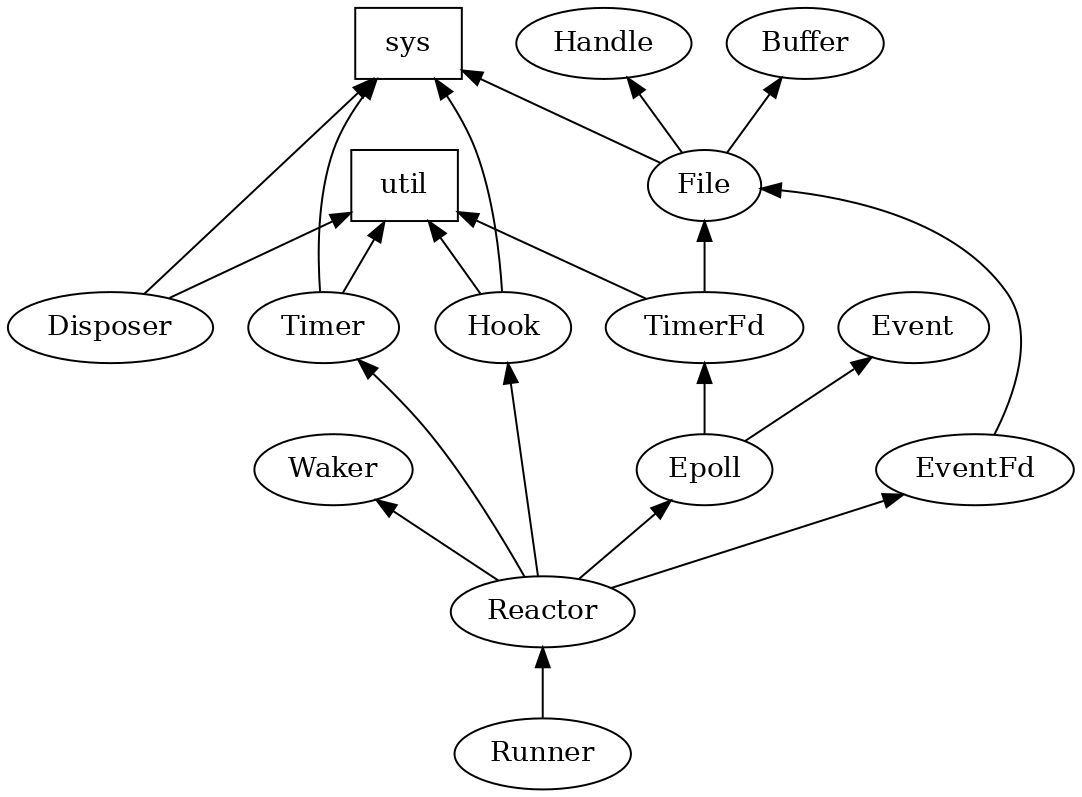 sys
Handle
Buffer
util
File
Disposer
Timer
Hook
TimerFd
Event
Waker
Epoll
EventFd
Reactor
Runner